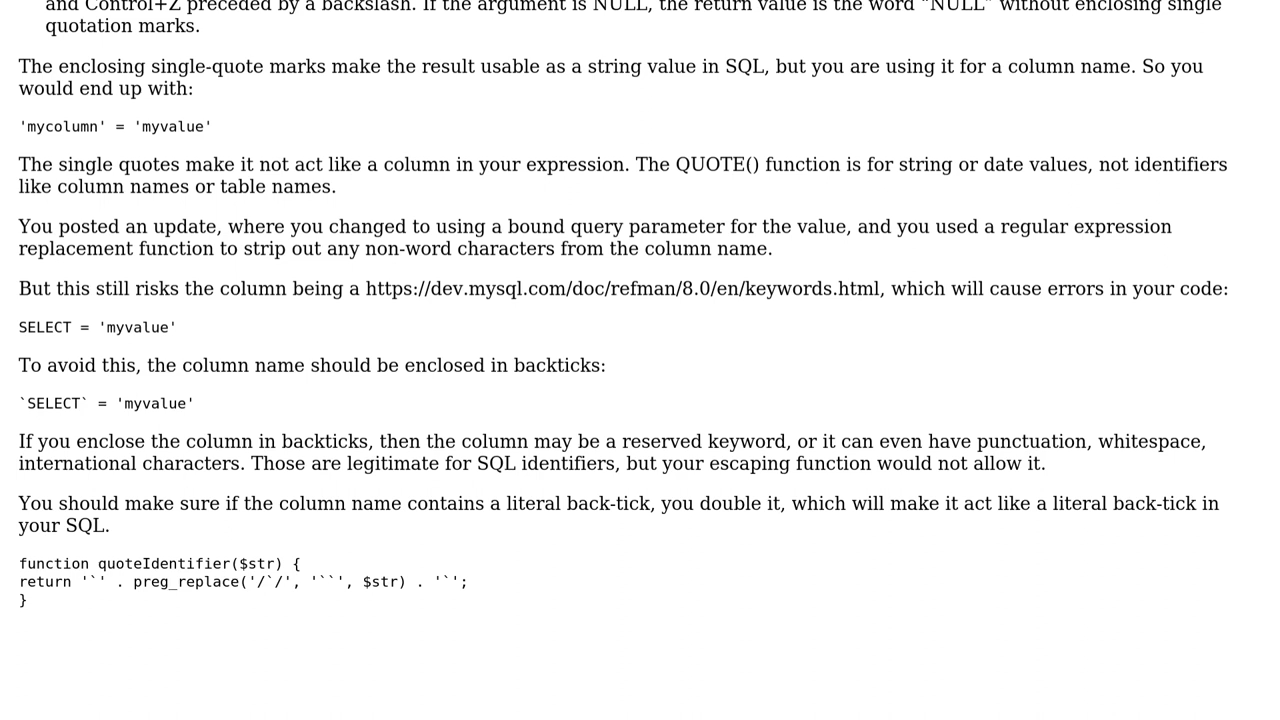 and Control+Z preceded by a backslash. If the argument is NULL, the return value is the word “NULL” without enclosing single
quotation marks.
The enclosing single-quote marks make the result usable as a string value in SQL, but you are using it for a column name. So you
would end up with:
'mycolumn' = 'myvalue'
The single quotes make it not act like a column in your expression. The QUOTE() function is for string or date values, not identifiers
like column names or table names.
You posted an update, where you changed to using a bound query parameter for the value, and you used a regular expression
replacement function to strip out any non-word characters from the column name.
But this still risks the column being a https://dev.mysql.com/doc/refman/8.0/en/keywords.html, which will cause errors in your code:
SELECT = 'myvalue'
To avoid this, the column name should be enclosed in backticks:
`SELECT` = 'myvalue'
If you enclose the column in backticks, then the column may be a reserved keyword, or it can even have punctuation, whitespace,
international characters. Those are legitimate for SQL identifiers, but your escaping function would not allow it.
You should make sure if the column name contains a literal back-tick, you double it, which will make it act like a literal back-tick in
your SQL.
function quoteIdentifier($str) {
return '`' . preg_replace('/`/', '``', $str) . '`';
}